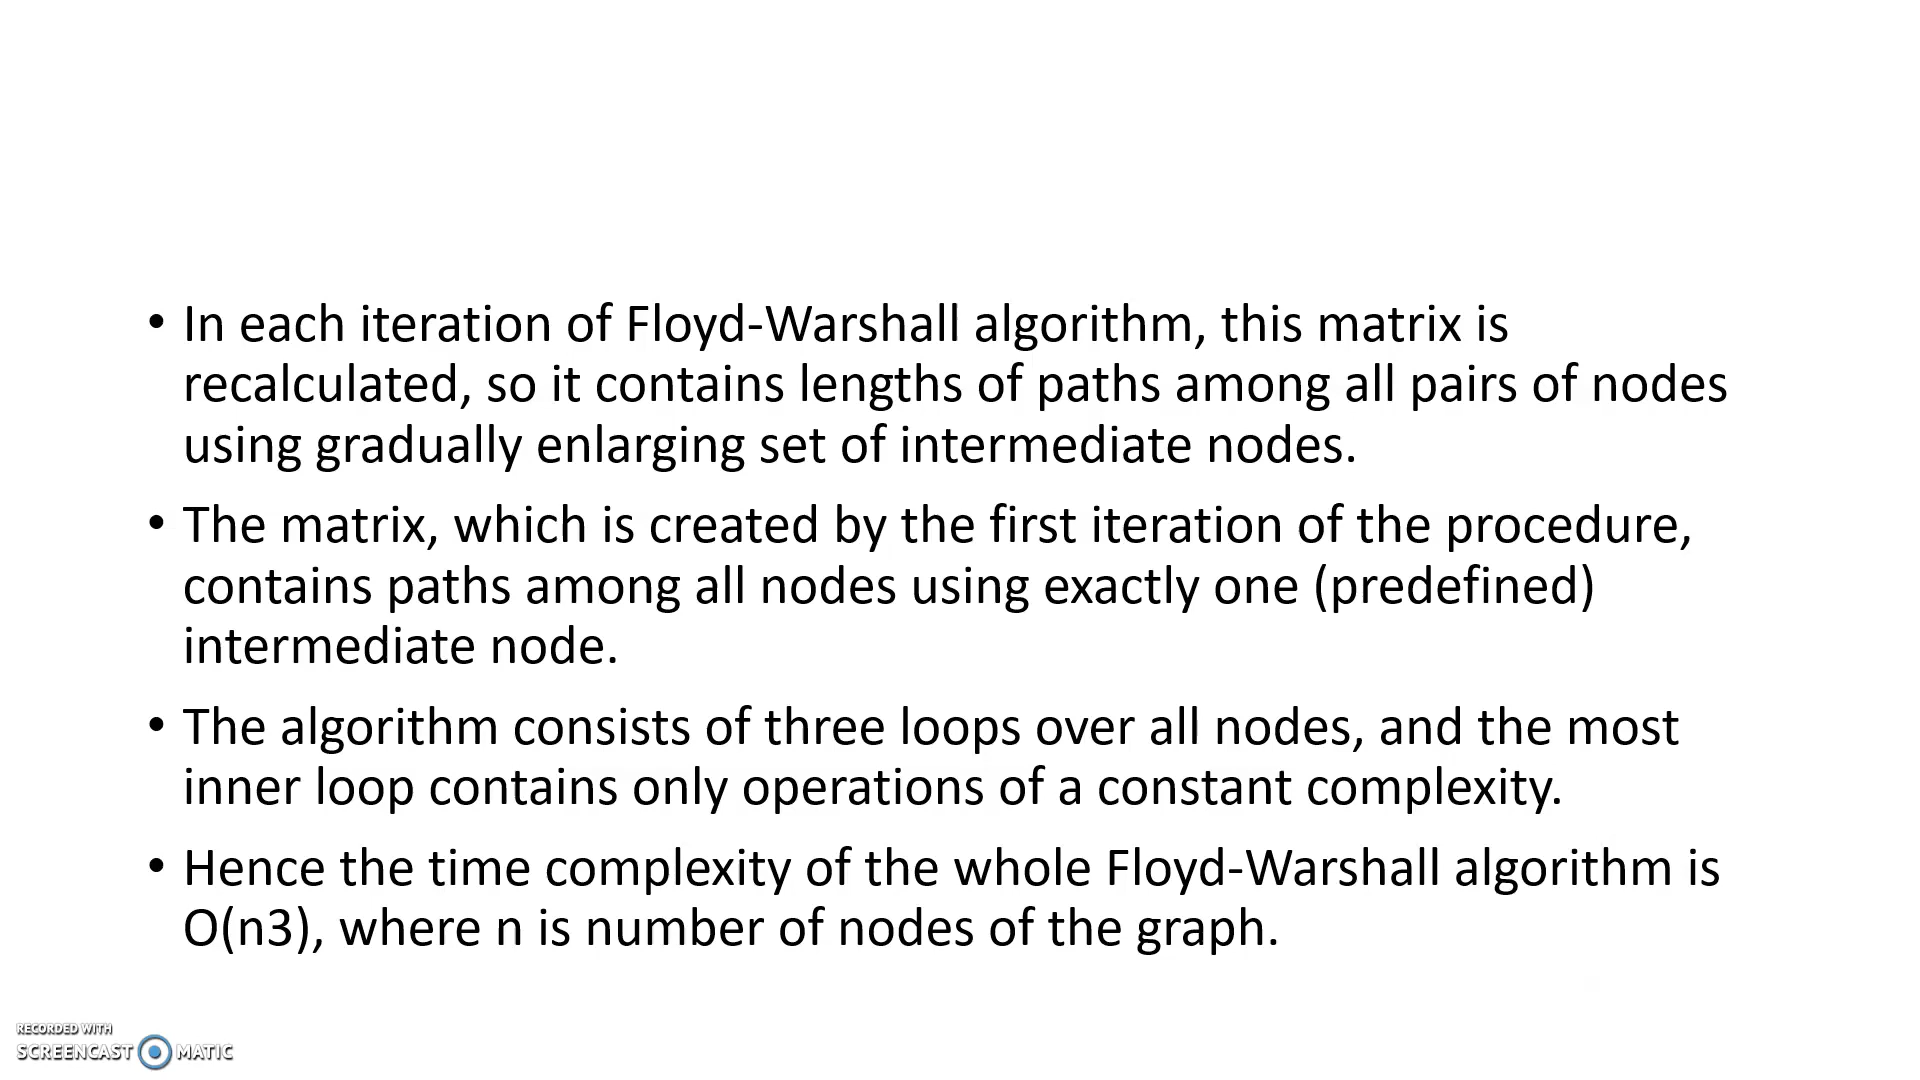 • In each iteration of Floyd-Warshall algorithm, this matrix is
recalculated, so it contains lengths of paths among all pairs of nodes
using gradually enlarging set of intermediate nodes.
• The matrix, which is created by the first iteration of the procedure,
contains paths among all nodes using exactly one (predefined)
intermediate node.
• The algorithm consists of three loops over all nodes, and the most
inner loop contains only operations of a constant complexity.
• Hence the time complexity of the whole Floyd-Warshall algorithm is
O(n3), where n is number of nodes of the graph.
RECORDED WITH
SCREENCAST MATIC